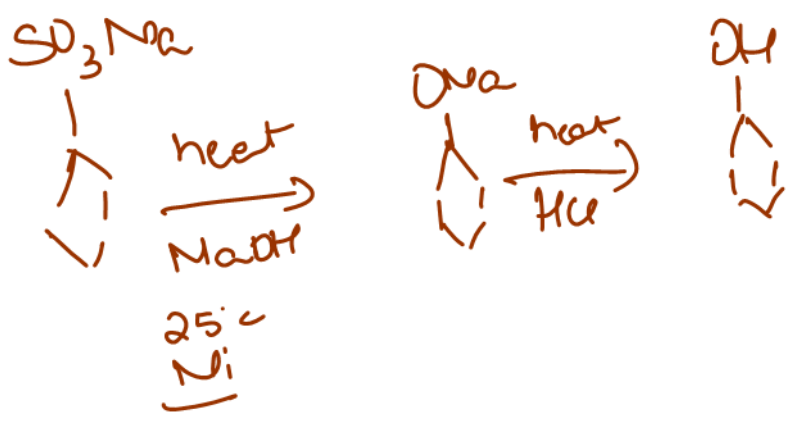 SO3Na
heat
NaOH
25°c
Ni
ONa
heat
HCl
OH